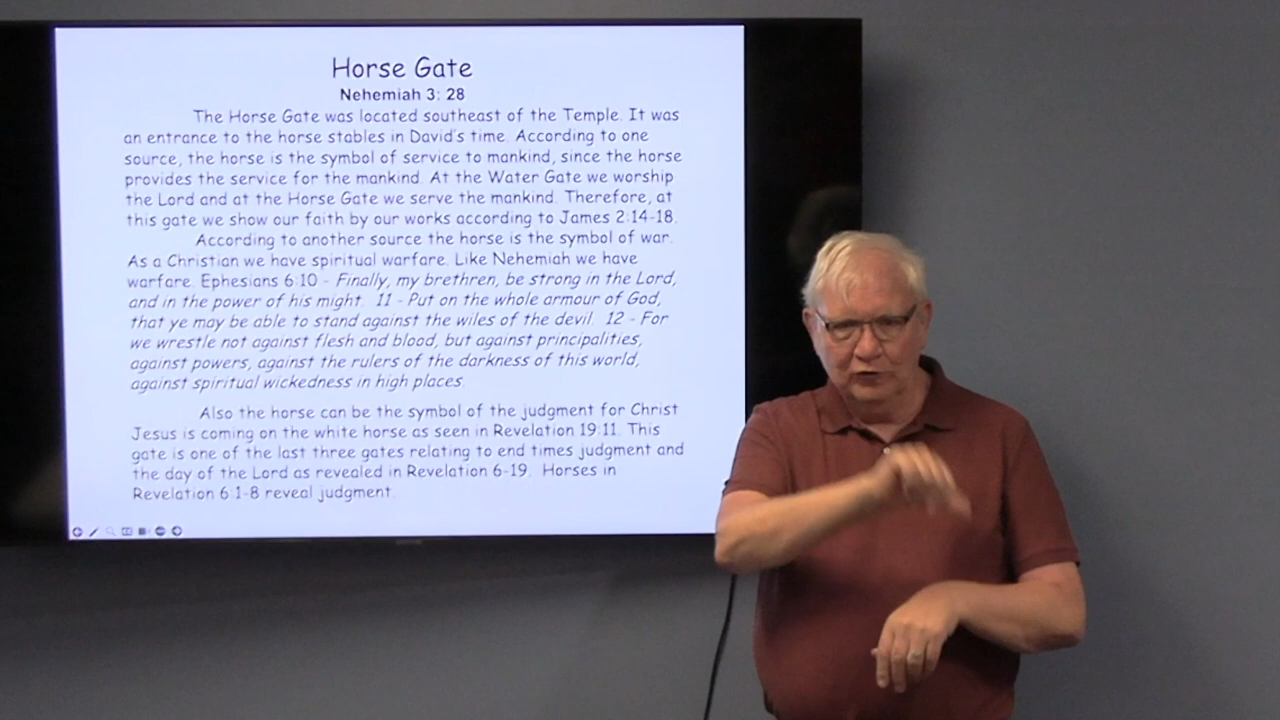 Horse Gate
Nehemiah 3: 28
The Horse Gate was located southeast of the Temple. It was
an entrance to the horse stables in David's time. According to one
source, the horse is the symbol of service to mankind, since the horse
provides the service for the mankind. At the Water Gate we worship
the Lord and at the Horse Gate we serve the mankind. Therefore, at
this gate we show our faith by our works according to James 2:14-18.
According to another source the horse is the symbol of war.
As a Christian we have spiritual warfare. Like Nehemiah we have
warfare. Ephesians 6:10 - Finally, my brethren, be strong in the Lord,
and in the power of his might. 11 - Put on the whole armour of God,
that ye may be able to stand against the wiles of the devil. 12 - For
we wrestle not against flesh and blood, but against principalities,
against powers, against the rulers of the darkness of this world,
against spiritual wickedness in high places.
Also the horse can be the symbol of the judgment for Christ
Jesus is coming on the white horse as seen in Revelation 19:11. This
gate is one of the last three gates relating to end times judgment and
the day of the Lord as revealed in Revelation 6-19. Horses in
Revelation 6:1-8 reveal judgment.